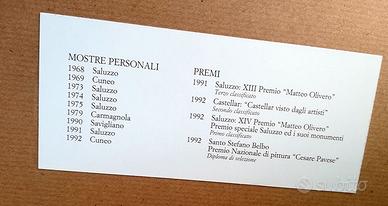 MOSTRE PERSONALI
1968 Saluzzo
1969 Cuneo
1973 Saluzzo
1974 Saluzzo
1975 Saluzzo
1979 Carmagnola
1990 Savigliano
1991 Saluzzo
1992 Cuneo
PREMI
1991 Saluzzo: XIII Premio "Matteo Olivero"
Terzo classificato
1992 Castellar: "Castellar visto dagli artisti"
Secondo classificato
1992 Saluzzo: XIV Premio "Matteo Olivero"
Premio speciale Saluzzo ed i suoi monumenti
Primo classificato
1992 Santo Stefano Belbo
Premio Nazionale di pittura "Cesare Pavese"
Diploma di selezione
subito